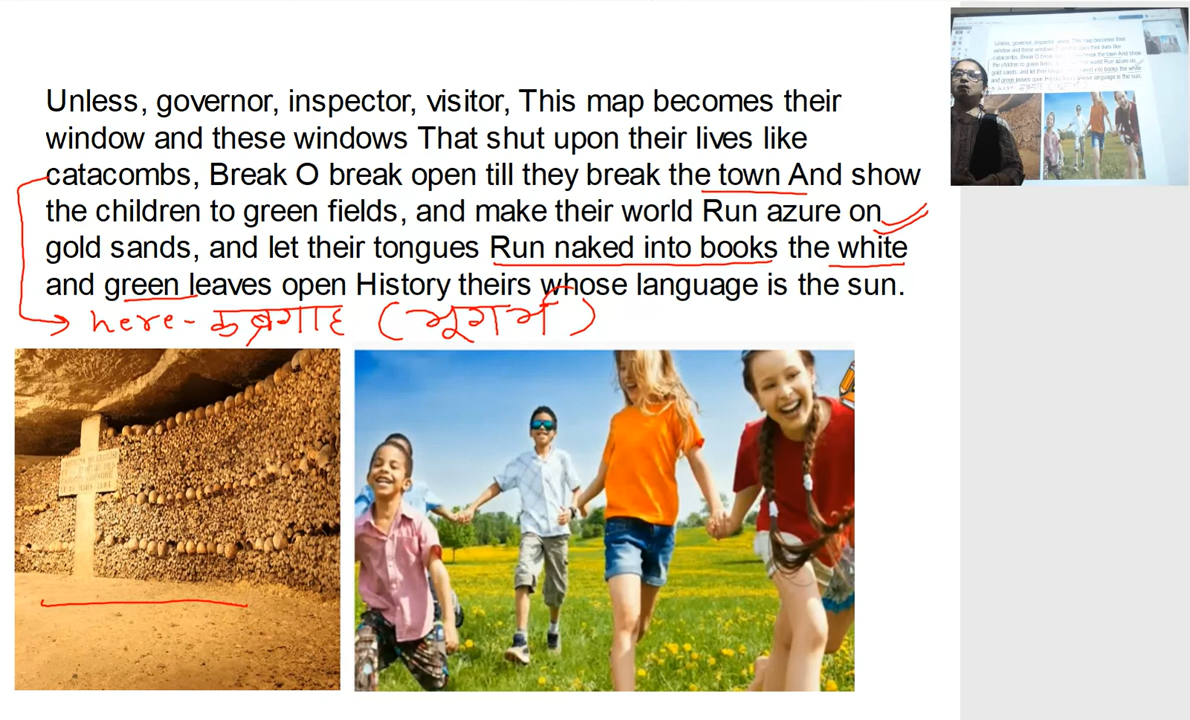 Unless, governor, inspector, visitor, This map becomes their
window and these windows That shut upon their lives like
catacombs, Break O break open till they break the town And show
the children to green fields, and make their world Run azure on
gold sands, and let their tongues Run naked into books the white
and green leaves open History theirs whose language is the sun.
here - कब्रगाह (भूगर्भ)